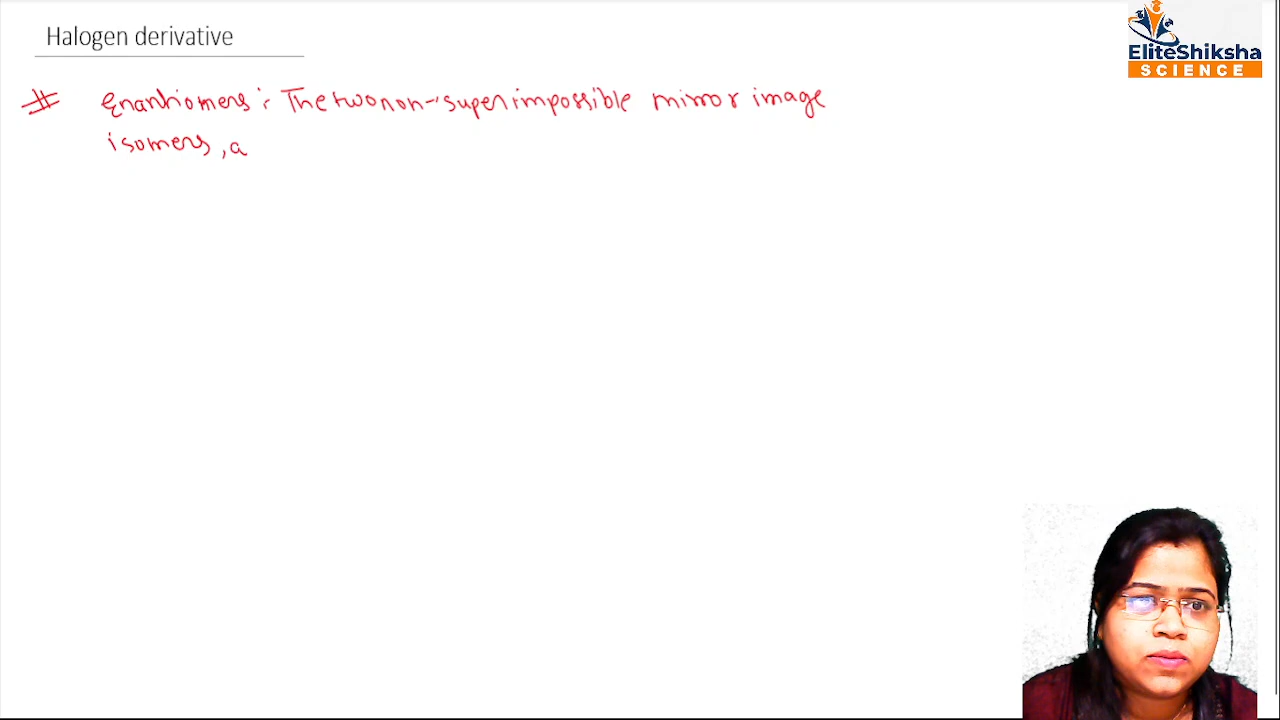 Halogen derivative
EliteShiksha
SCIENCE
# Enantiomers : The two non-superimpossible mirror image
isomers, a